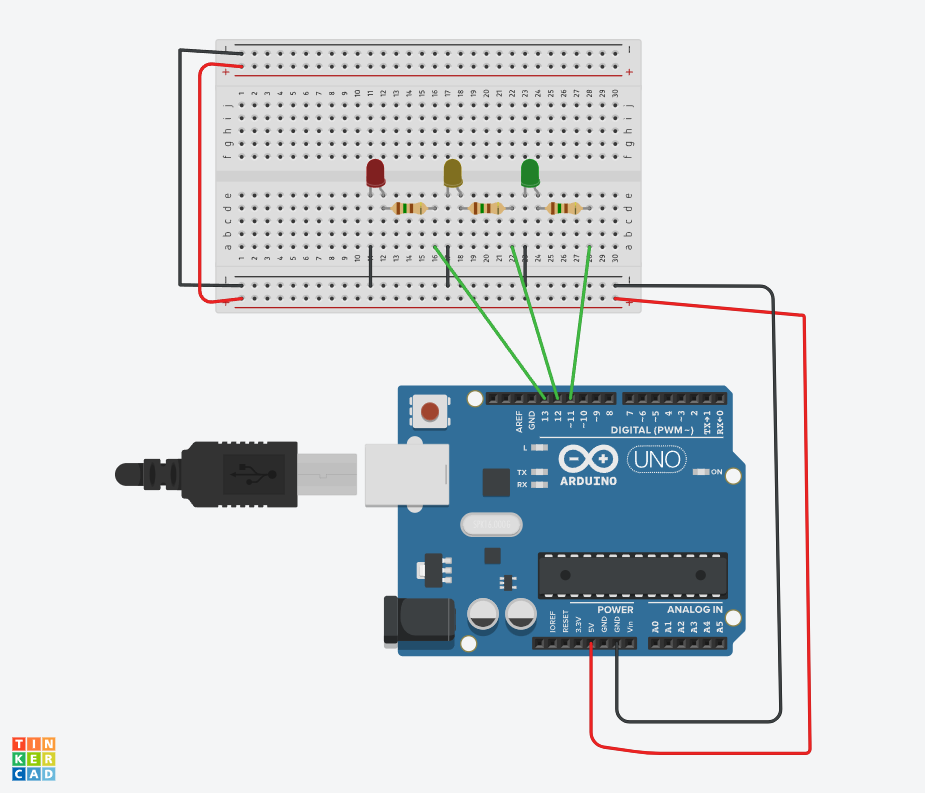 − −
+ +
1 2 3 4 5 6 7 8 9 10 11 12 13 14 15 16 17 18 19 20 21 22 23 24 25 26 27 28 29 30
j j
i i
h h
g g
f f
e e
d d
c c
b b
a a
1 2 3 4 5 6 7 8 9 10 11 12 13 14 15 16 17 18 19 20 21 22 23 24 25 26 27 28 29 30
− −
+ +
AREF GND 13 12 ~11 ~10 ~9 8 7 ~6 ~5 4 ~3 2 TX→1 RX←0
DIGITAL (PWM~)
L
TX
RX
UNO
ON
ARDUINO
POWER ANALOG IN
IOREF RESET 3.3V 5V GND GND Vin A0 A1 A2 A3 A4 A5
TIN
KER
CAD